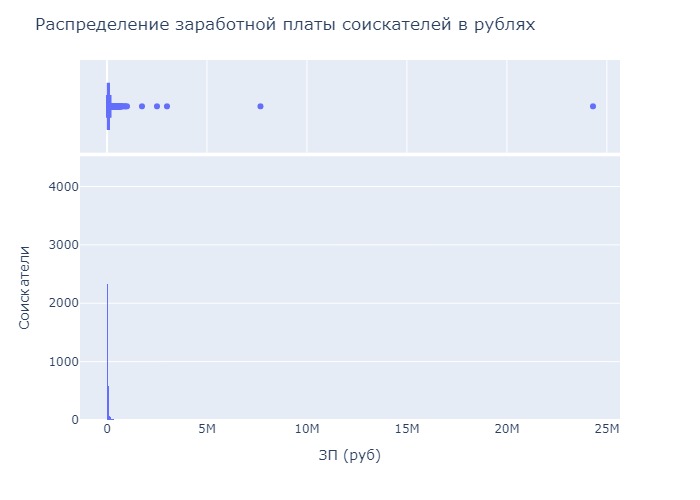 Распределение заработной платы соискателей в рублях
4000
3000
2000
1000
0
Соискатели
0 5M 10M 15M 20M 25M
ЗП (руб)